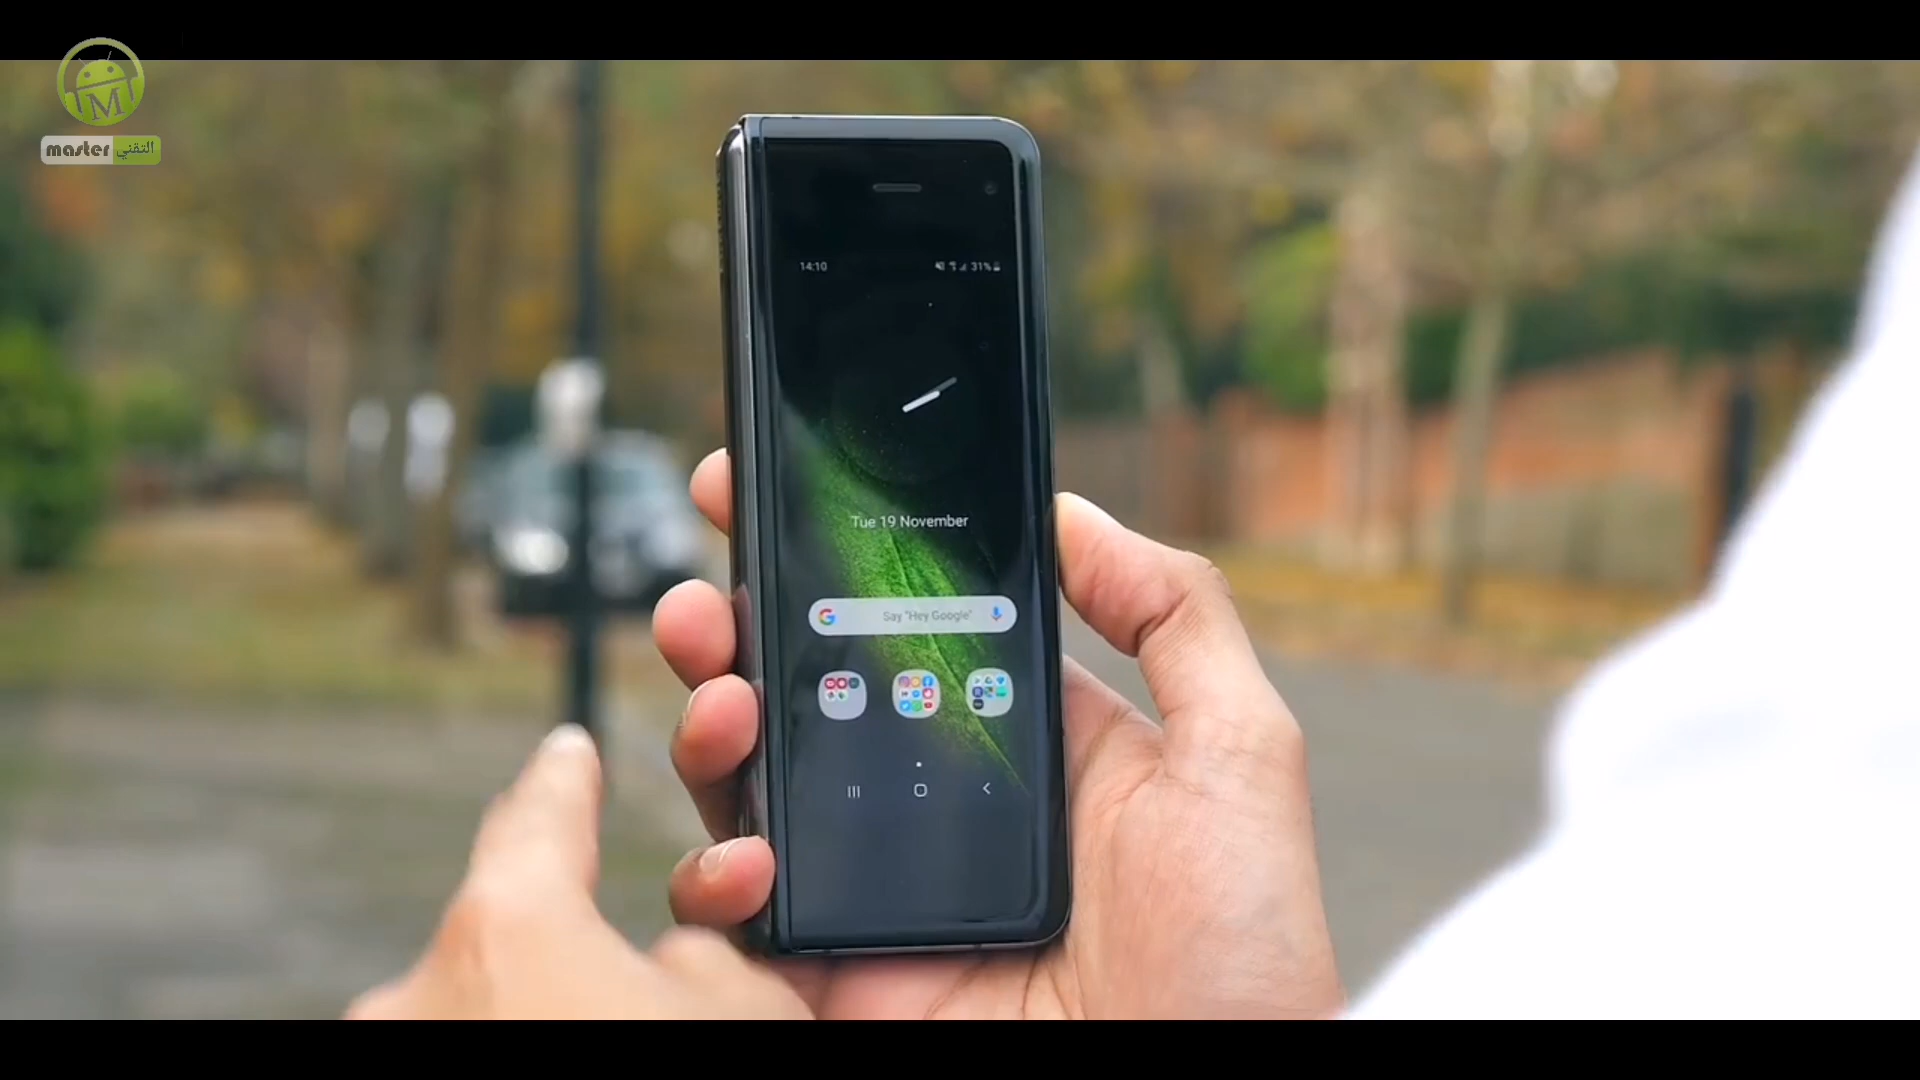 M
master التقني
14:10
31%
Tue 19 November
Say "Hey Google"